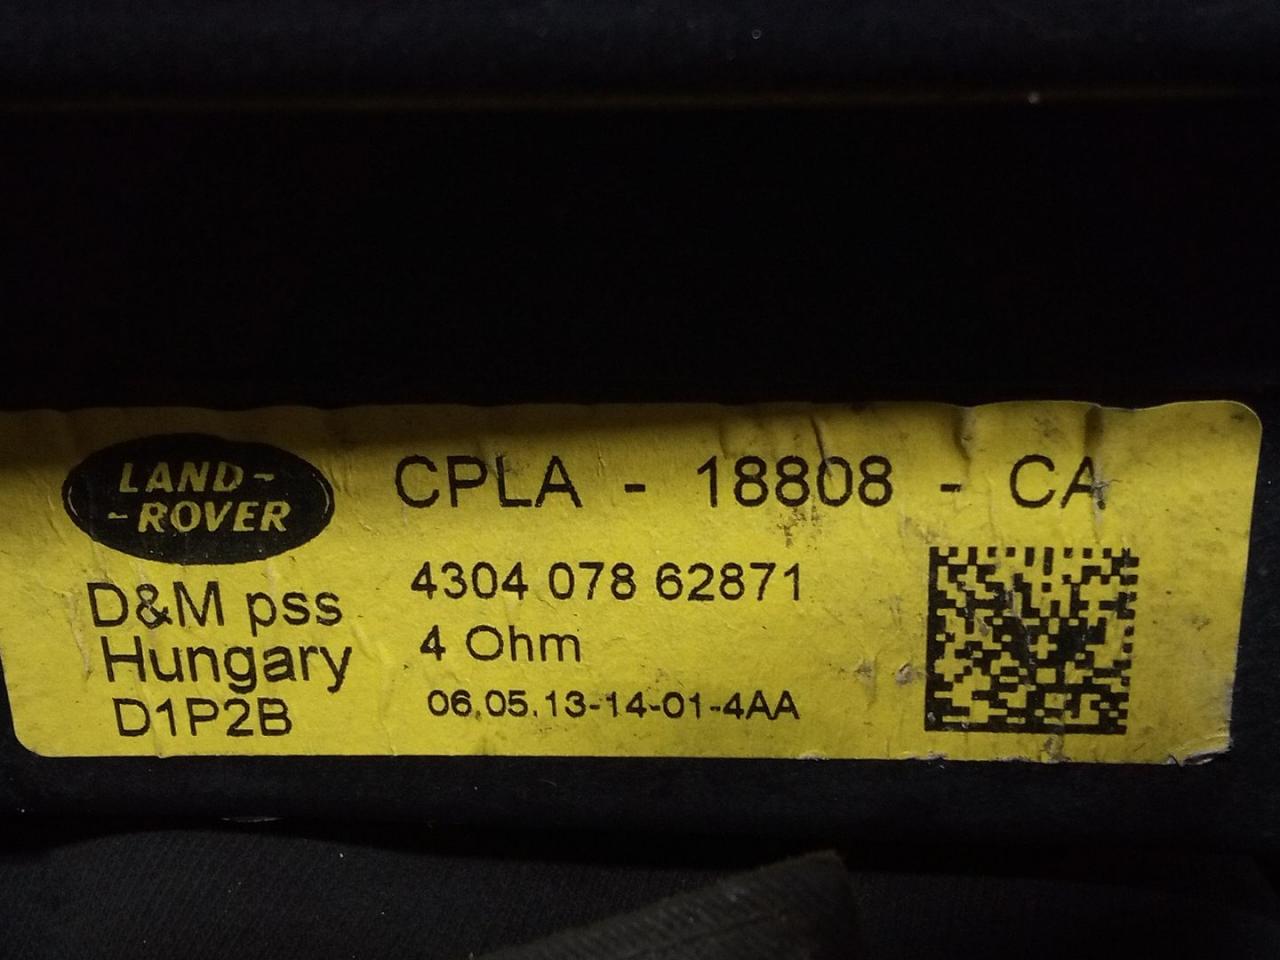 LAND-
-ROVER
CPLA - 18808 - CA
D&M pss
Hungary
D1P2B
4304 078 62871
4 Ohm
06.05.13-14-01-4AA